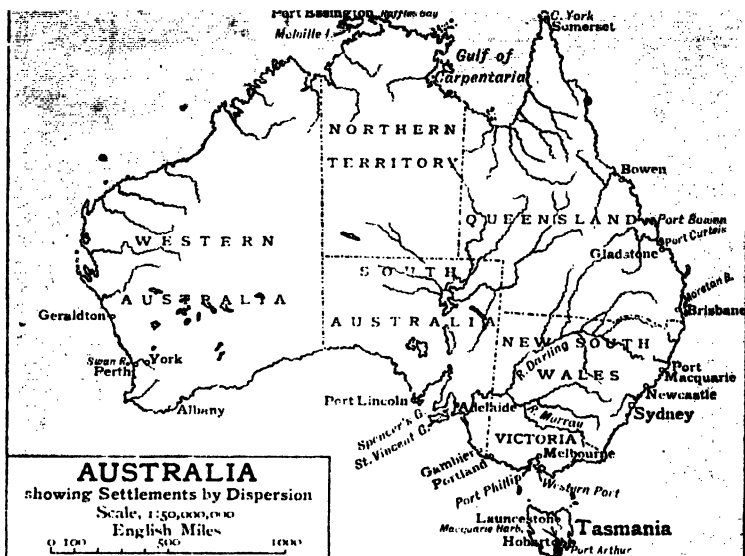 Port Essington Raffles Bay
Melville I.
C. York
Somerset
Gulf of
Carpentaria
NORTHERN
TERRITORY
Bowen
QUEENSLAND
Port Bowen
Port Curtis
Gladstone
WESTERN
AUSTRALIA
SOUTH
AUSTRALIA
Moreton B.
Brisbane
Geraldton
Swan R.
York
Perth
Albany
NEW SOUTH
WALES
R. Darling
Port
Macquarie
Newcastle
Sydney
Port Lincoln
Spencer's G.
St. Vincent G.
Adelaide
R. Murray
VICTORIA
Melbourne
Gambier
Portland
Port Phillip
Western Port
Launceston
Macquarie Harb.
Hobart
Tasmania
Port Arthur
AUSTRALIA
showing Settlements by Dispersion
Scale, 1:50,000,000
English Miles
0 100 500 1000